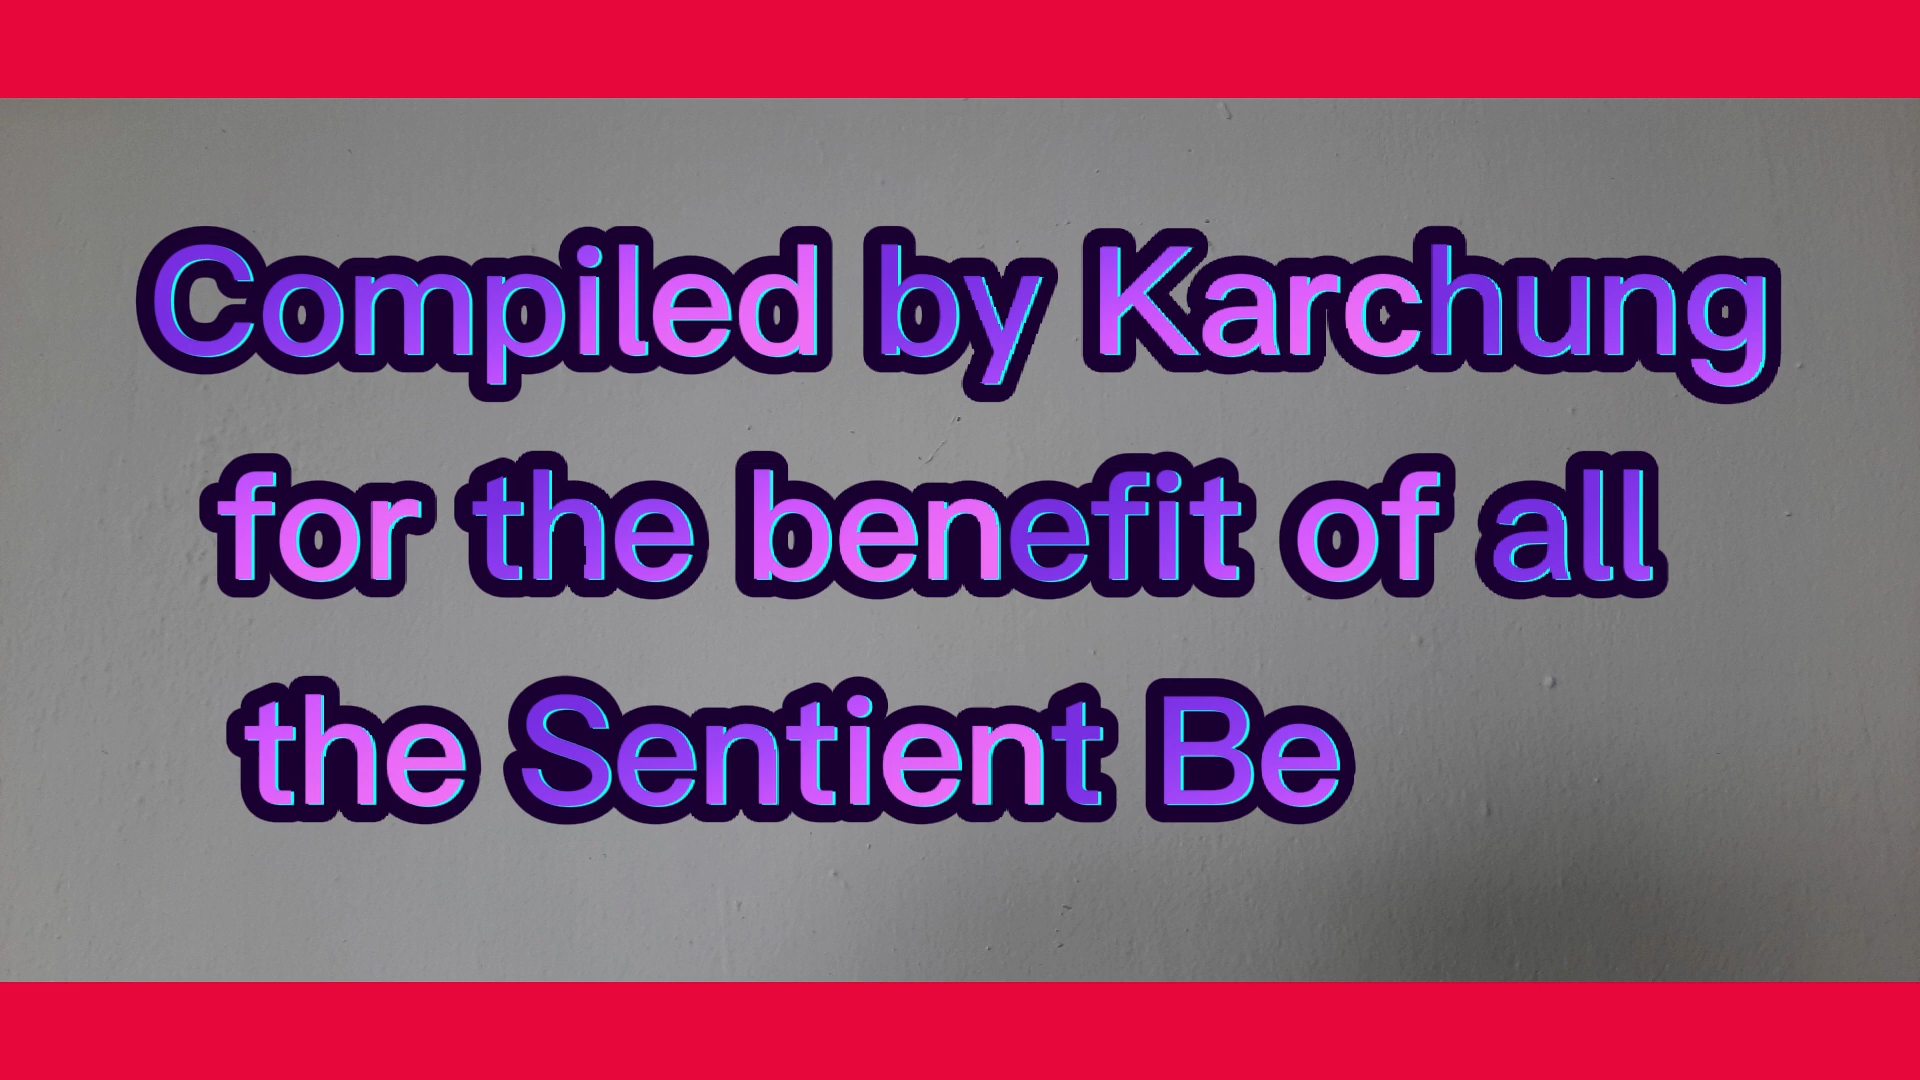 Compiled by Karchung
for the benefit of all
the Sentient Be